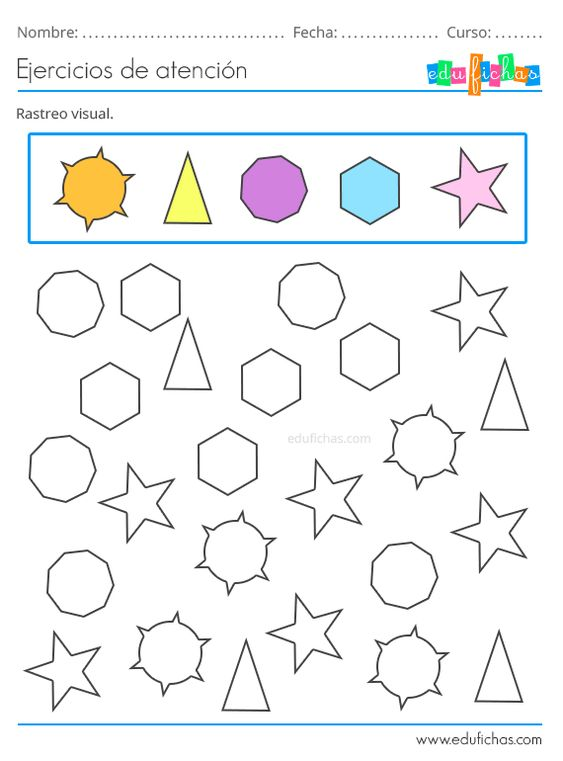 Nombre: ................................. Fecha: ................ Curso: ........
Ejercicios de atención
edufichas
Rastreo visual.
edufichas.com
www.edufichas.com